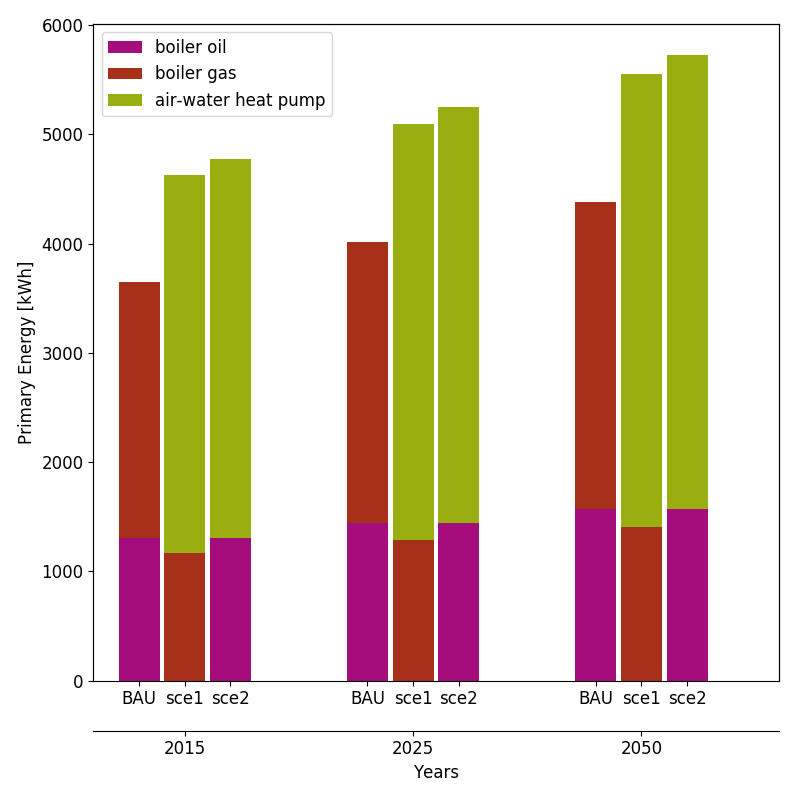 6000
5000
4000
3000
2000
1000
0
Primary Energy [kWh]
boiler oil
boiler gas
air-water heat pump
BAU sce1 sce2 BAU sce1 sce2 BAU sce1 sce2
2015 2025 2050
Years